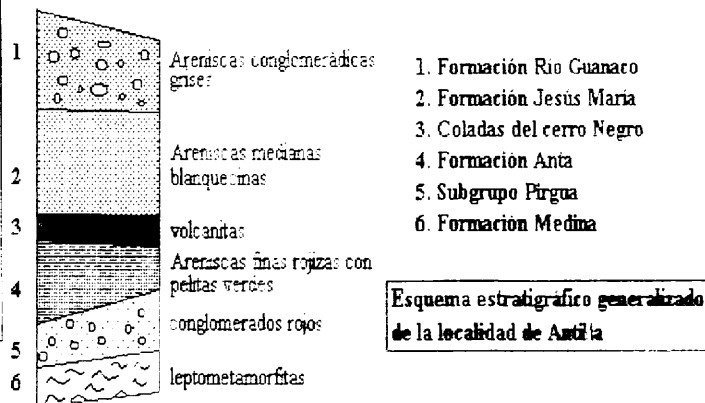 1
Areniscas conglomerádicas
grises
2
Areniscas medianas
blanquecinas
3
volcanitas
4
Areniscas finas rojizas con
pelitas verdes
5
conglomerados rojos
6
leptometamorfitas
1. Formación Rio Guanaco
2. Formación Jesús María
3. Coladas del cerro Negro
4. Formación Anta
5. Subgrupo Pirgua
6. Formación Medina
Esquema estratigráfico generalizado
de la localidad de Antilla